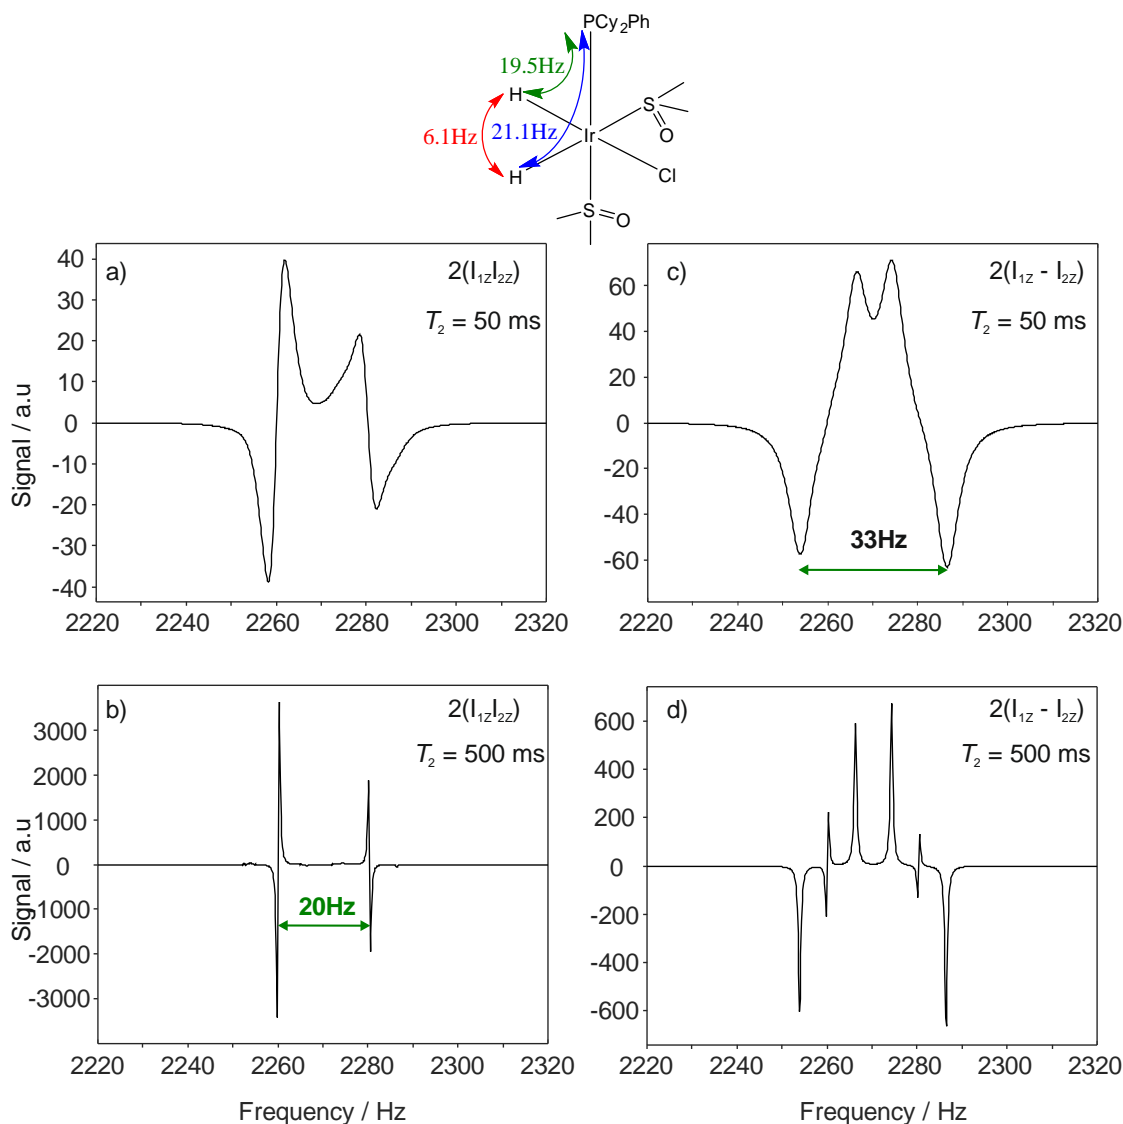 PCy₂Ph
19.5Hz
H
S
O
6.1Hz
21.1Hz
Ir
H
Cl
S
O
a)
2(I₁ZI₂Z)
T₂ = 50 ms
Signal / a.u
40
30
20
10
0
-10
-20
-30
-40
2220 2240 2260 2280 2300 2320
c)
2(I₁Z - I₂Z)
T₂ = 50 ms
60
40
20
0
-20
-40
-60
33Hz
2220 2240 2260 2280 2300 2320
b)
2(I₁ZI₂Z)
T₂ = 500 ms
Signal / a.u
3000
2000
1000
0
-1000
-2000
-3000
20Hz
2220 2240 2260 2280 2300 2320
Frequency / Hz
d)
2(I₁Z - I₂Z)
T₂ = 500 ms
600
400
200
0
-200
-400
-600
2220 2240 2260 2280 2300 2320
Frequency / Hz